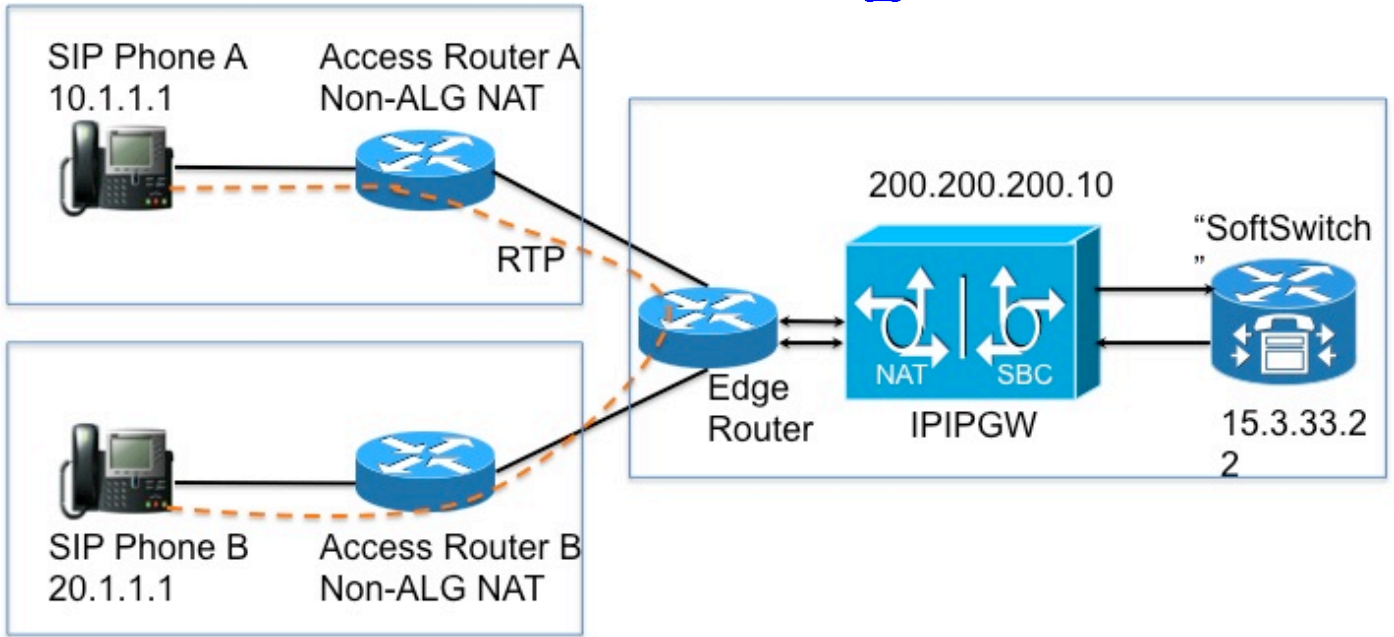 SIP Phone A
10.1.1.1
Access Router A
Non-ALG NAT
RTP
SIP Phone B
20.1.1.1
Access Router B
Non-ALG NAT
Edge
Router
200.200.200.10
NAT
SBC
IPIPGW
“SoftSwitch
”
15.3.33.2
2